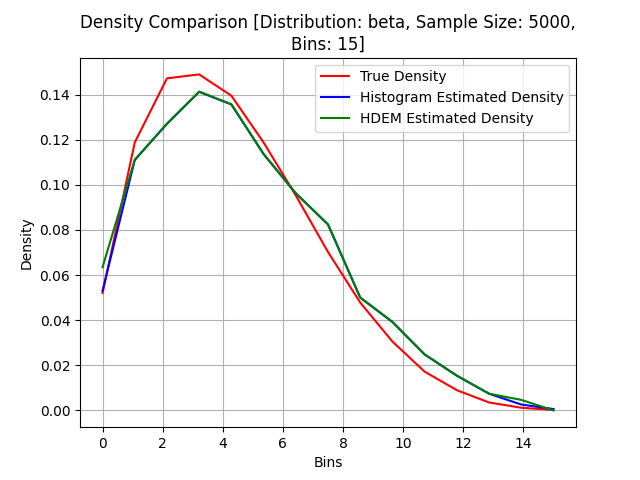 Density Comparison [Distribution: beta, Sample Size: 5000,
Bins: 15]
True Density
Histogram Estimated Density
HDEM Estimated Density
Density
0.14
0.12
0.10
0.08
0.06
0.04
0.02
0.00
0 2 4 6 8 10 12 14
Bins